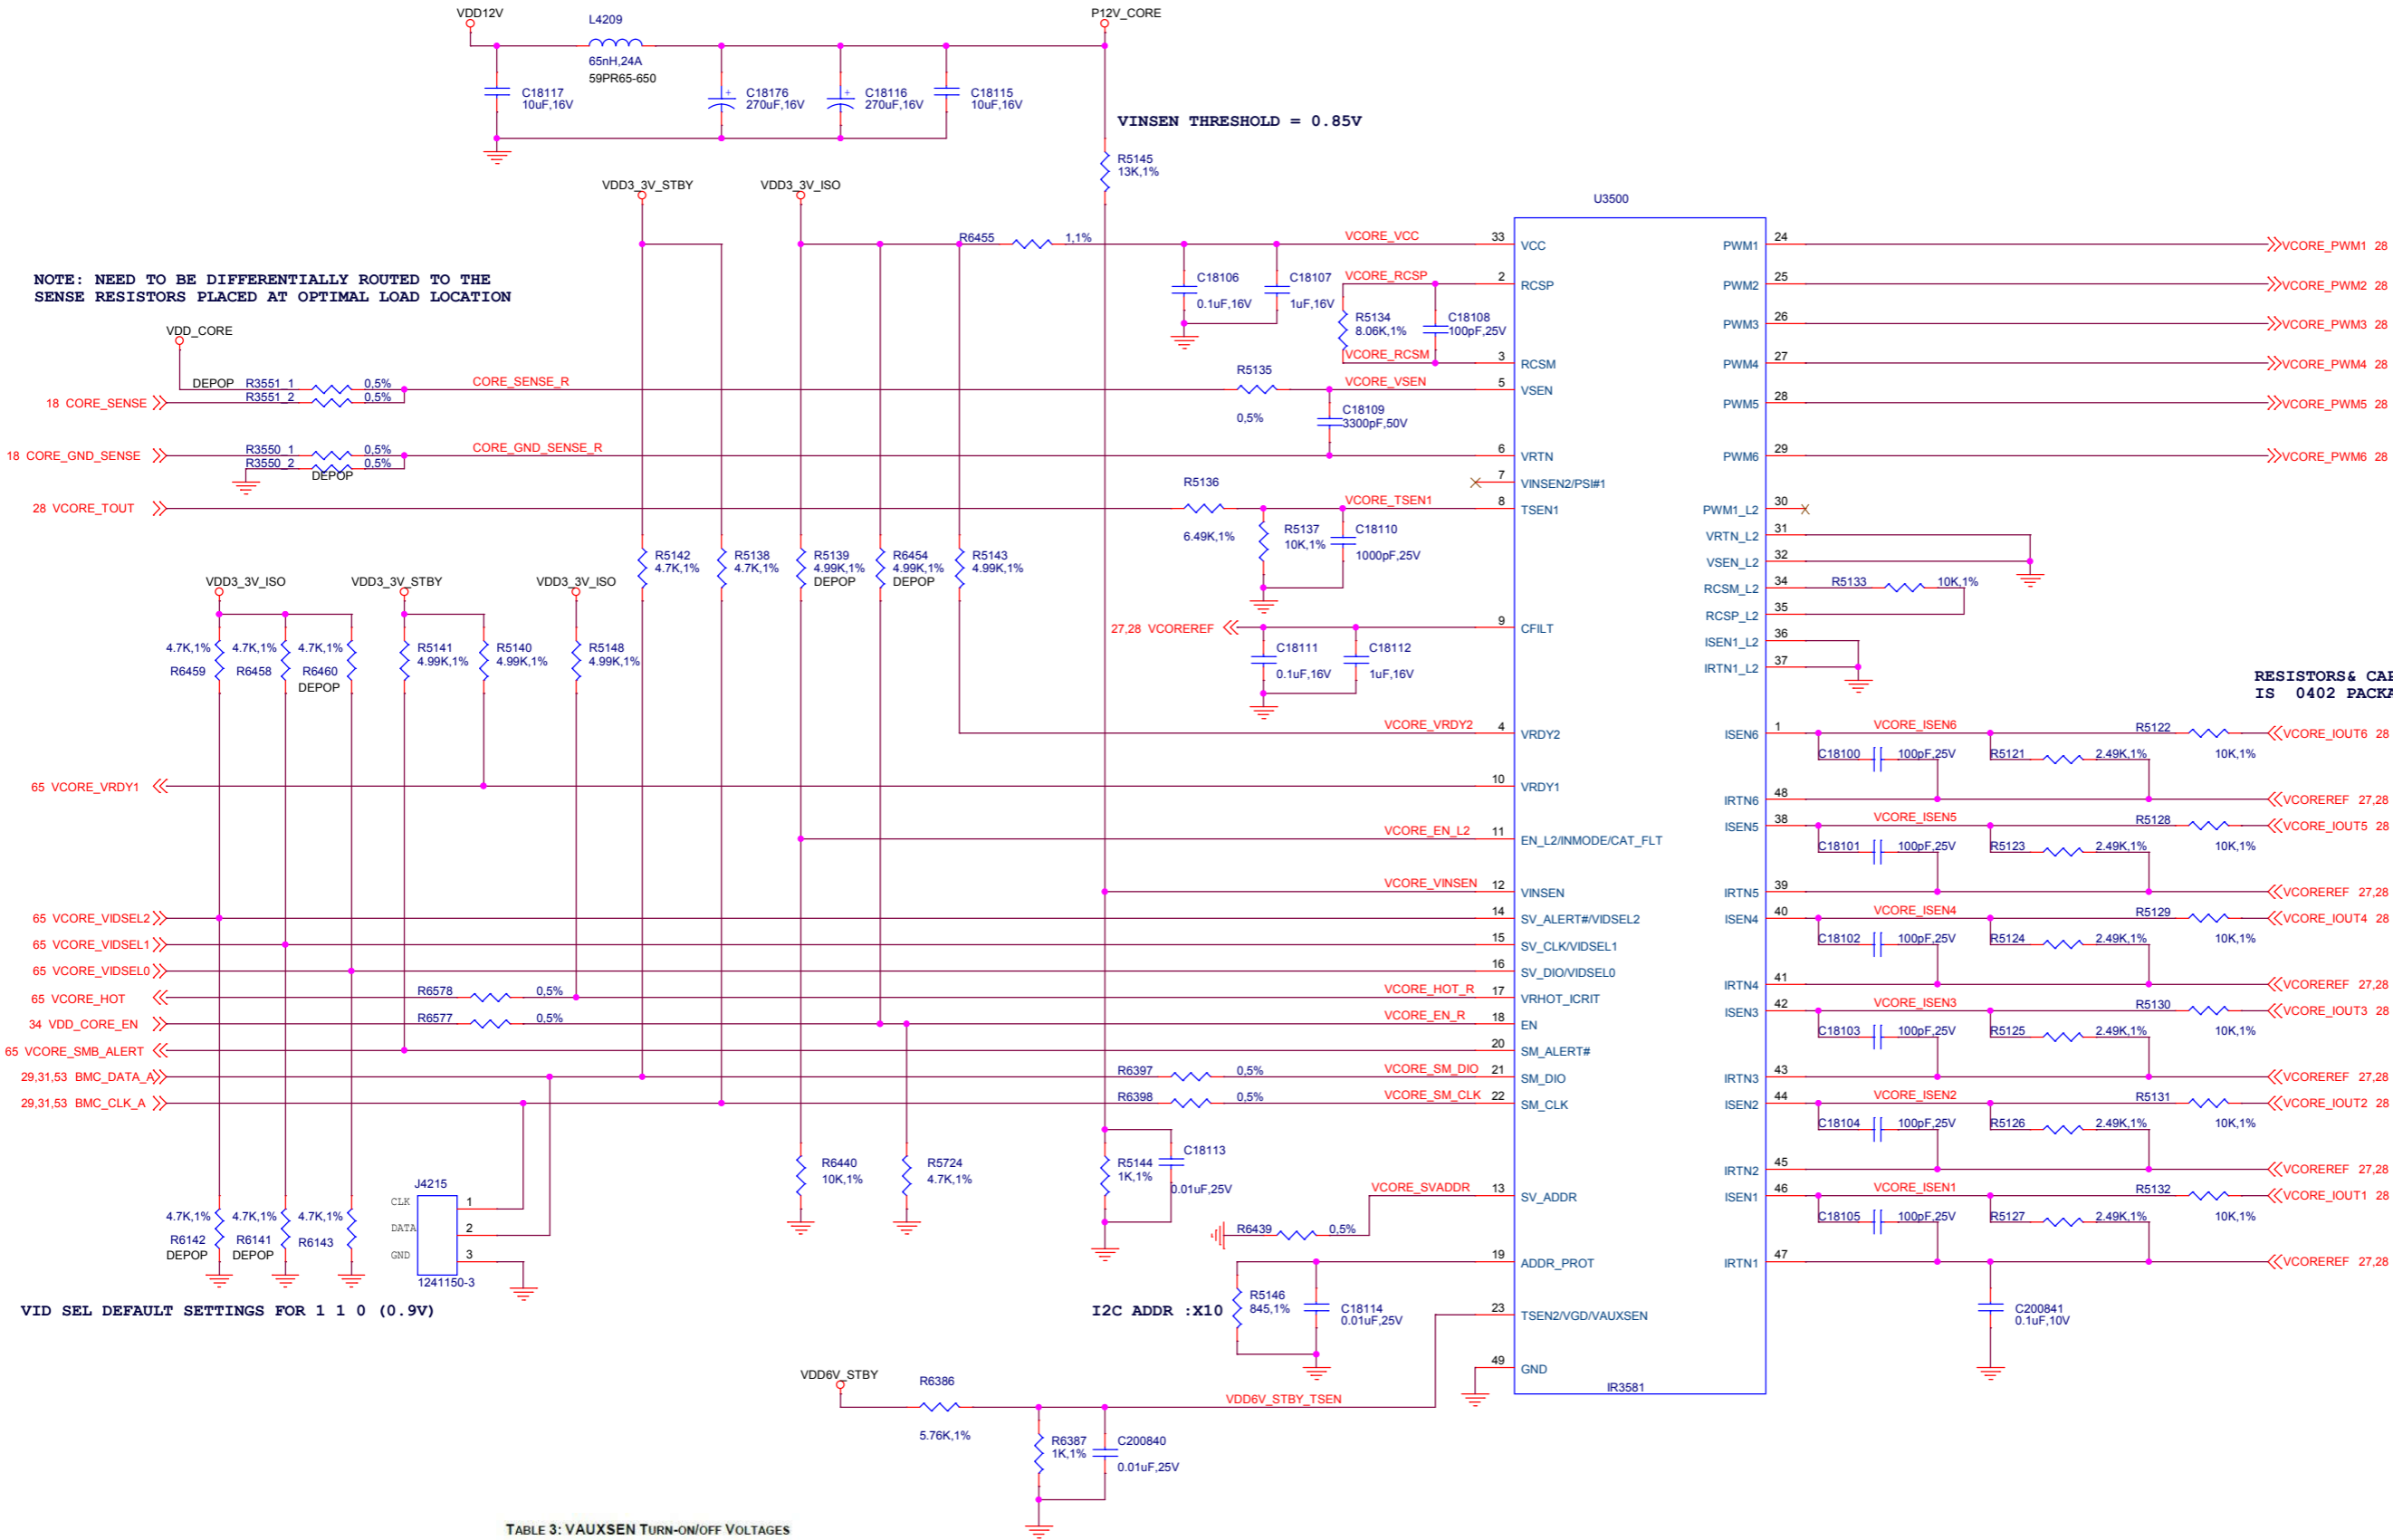 VDD12V
L4209
65nH,24A
59PR65-650
P12V_CORE
C18117
10uF,16V
C18176
270uF,16V
C18116
270uF,16V
C18115
10uF,16V
VINSEN THRESHOLD = 0.85V
R5145
13K,1%
VDD3_3V_STBY
VDD3_3V_ISO
U3500
NOTE: NEED TO BE DIFFERENTIALLY ROUTED TO THE
SENSE RESISTORS PLACED AT OPTIMAL LOAD LOCATION
R6455 1,1%
VCORE_VCC 33 VCC
C18106
0.1uF,16V
C18107
1uF,16V
VCORE_RCSP 2 RCSP
R5134
8.06K,1%
C18108
100pF,25V
VCORE_RCSM 3 RCSM
VDD_CORE
DEPOP R3551_1 0,5%
R3551_2 0,5%
18 CORE_SENSE
CORE_SENSE_R
R5135
0,5%
VCORE_VSEN 5 VSEN
C18109
3300pF,50V
18 CORE_GND_SENSE
R3550_1 0,5%
R3550_2 0,5%
DEPOP
CORE_GND_SENSE_R
6 VRTN
7 VINSEN2/PSI#1
28 VCORE_TOUT
R5136
6.49K,1%
VCORE_TSEN1 8 TSEN1
R5137
10K,1%
C18110
1000pF,25V
R5142
4.7K,1%
R5138
4.7K,1%
R5139
4.99K,1%
DEPOP
R6454
4.99K,1%
DEPOP
R5143
4.99K,1%
VDD3_3V_ISO
VDD3_3V_STBY
VDD3_3V_ISO
4.7K,1%
R6459
4.7K,1%
R6458
4.7K,1%
R6460
DEPOP
R5141
4.99K,1%
R5140
4.99K,1%
R5148
4.99K,1%
27,28 VCOREREF
9 CFILT
C18111
0.1uF,16V
C18112
1uF,16V
VCORE_VRDY2 4 VRDY2
65 VCORE_VRDY1
10 VRDY1
VCORE_EN_L2 11 EN_L2/INMODE/CAT_FLT
VCORE_VINSEN 12 VINSEN
65 VCORE_VIDSEL2
14 SV_ALERT#/VIDSEL2
65 VCORE_VIDSEL1
15 SV_CLK/VIDSEL1
65 VCORE_VIDSEL0
16 SV_DIO/VIDSEL0
65 VCORE_HOT
R6578 0,5%
VCORE_HOT_R 17 VRHOT_ICRIT
34 VDD_CORE_EN
R6577 0,5%
VCORE_EN_R 18 EN
65 VCORE_SMB_ALERT
20 SM_ALERT#
29,31,53 BMC_DATA_A
R6397 0,5%
VCORE_SM_DIO 21 SM_DIO
29,31,53 BMC_CLK_A
R6398 0,5%
VCORE_SM_CLK 22 SM_CLK
R6440
10K,1%
R5724
4.7K,1%
R5144
1K,1%
C18113
0.01uF,25V
J4215
CLK 1
DATA 2
GND 3
1241150-3
4.7K,1%
R6142
DEPOP
4.7K,1%
R6141
DEPOP
4.7K,1%
R6143
VID SEL DEFAULT SETTINGS FOR 1 1 0 (0.9V)
VCORE_SVADDR 13 SV_ADDR
R6439 0,5%
19 ADDR_PROT
I2C ADDR :X10
R5146
845,1%
C18114
0.01uF,25V
23 TSEN2/VGD/VAUXSEN
49 GND
IR3581
VDD6V_STBY
R6386
5.76K,1%
VDD6V_STBY_TSEN
R6387
1K,1%
C200840
0.01uF,25V
TABLE 3: VAUXSEN TURN-ON/OFF VOLTAGES
PWM1 24 VCORE_PWM1 28
PWM2 25 VCORE_PWM2 28
PWM3 26 VCORE_PWM3 28
PWM4 27 VCORE_PWM4 28
PWM5 28 VCORE_PWM5 28
PWM6 29 VCORE_PWM6 28
PWM1_L2 30
VRTN_L2 31
VSEN_L2 32
RCSM_L2 34 R5133 10K,1%
RCSP_L2 35
ISEN1_L2 36
IRTN1_L2 37
RESISTORS& CAP
IS 0402 PACKA
ISEN6 1 VCORE_ISEN6 R5122 10K,1% VCORE_IOUT6 28
C18100 100pF,25V R5121 2.49K,1%
IRTN6 48 VCOREREF 27,28
ISEN5 38 VCORE_ISEN5 R5128 10K,1% VCORE_IOUT5 28
C18101 100pF,25V R5123 2.49K,1%
IRTN5 39 VCOREREF 27,28
ISEN4 40 VCORE_ISEN4 R5129 10K,1% VCORE_IOUT4 28
C18102 100pF,25V R5124 2.49K,1%
IRTN4 41 VCOREREF 27,28
ISEN3 42 VCORE_ISEN3 R5130 10K,1% VCORE_IOUT3 28
C18103 100pF,25V R5125 2.49K,1%
IRTN3 43 VCOREREF 27,28
ISEN2 44 VCORE_ISEN2 R5131 10K,1% VCORE_IOUT2 28
C18104 100pF,25V R5126 2.49K,1%
IRTN2 45 VCOREREF 27,28
ISEN1 46 VCORE_ISEN1 R5132 10K,1% VCORE_IOUT1 28
C18105 100pF,25V R5127 2.49K,1%
IRTN1 47 VCOREREF 27,28
C200841
0.1uF,10V